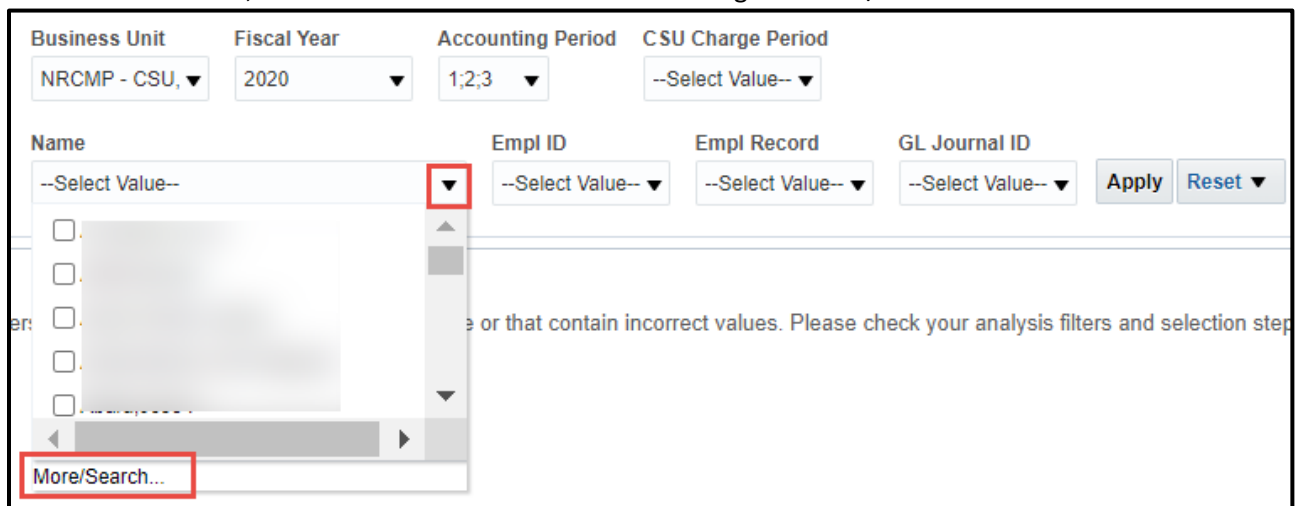 Business Unit Fiscal Year Accounting Period CSU Charge Period
NRCMP - CSU, 2020 1;2;3 --Select Value--
Name Empl ID Empl Record GL Journal ID
--Select Value-- --Select Value-- --Select Value-- --Select Value-- Apply Reset
or that contain incorrect values. Please check your analysis filters and selection step
More/Search...